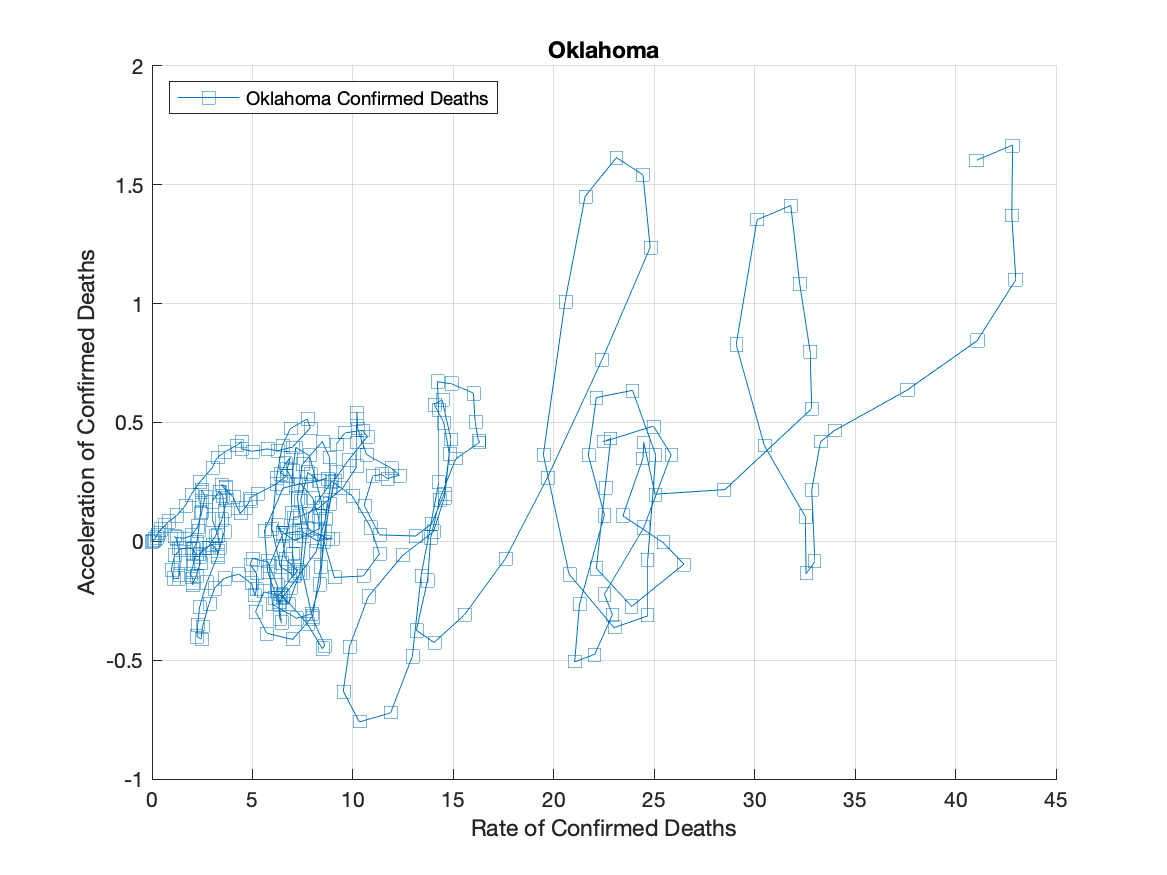 Oklahoma
Oklahoma Confirmed Deaths
2
1.5
1
0.5
0
-0.5
-1
Acceleration of Confirmed Deaths
0 5 10 15 20 25 30 35 40 45
Rate of Confirmed Deaths